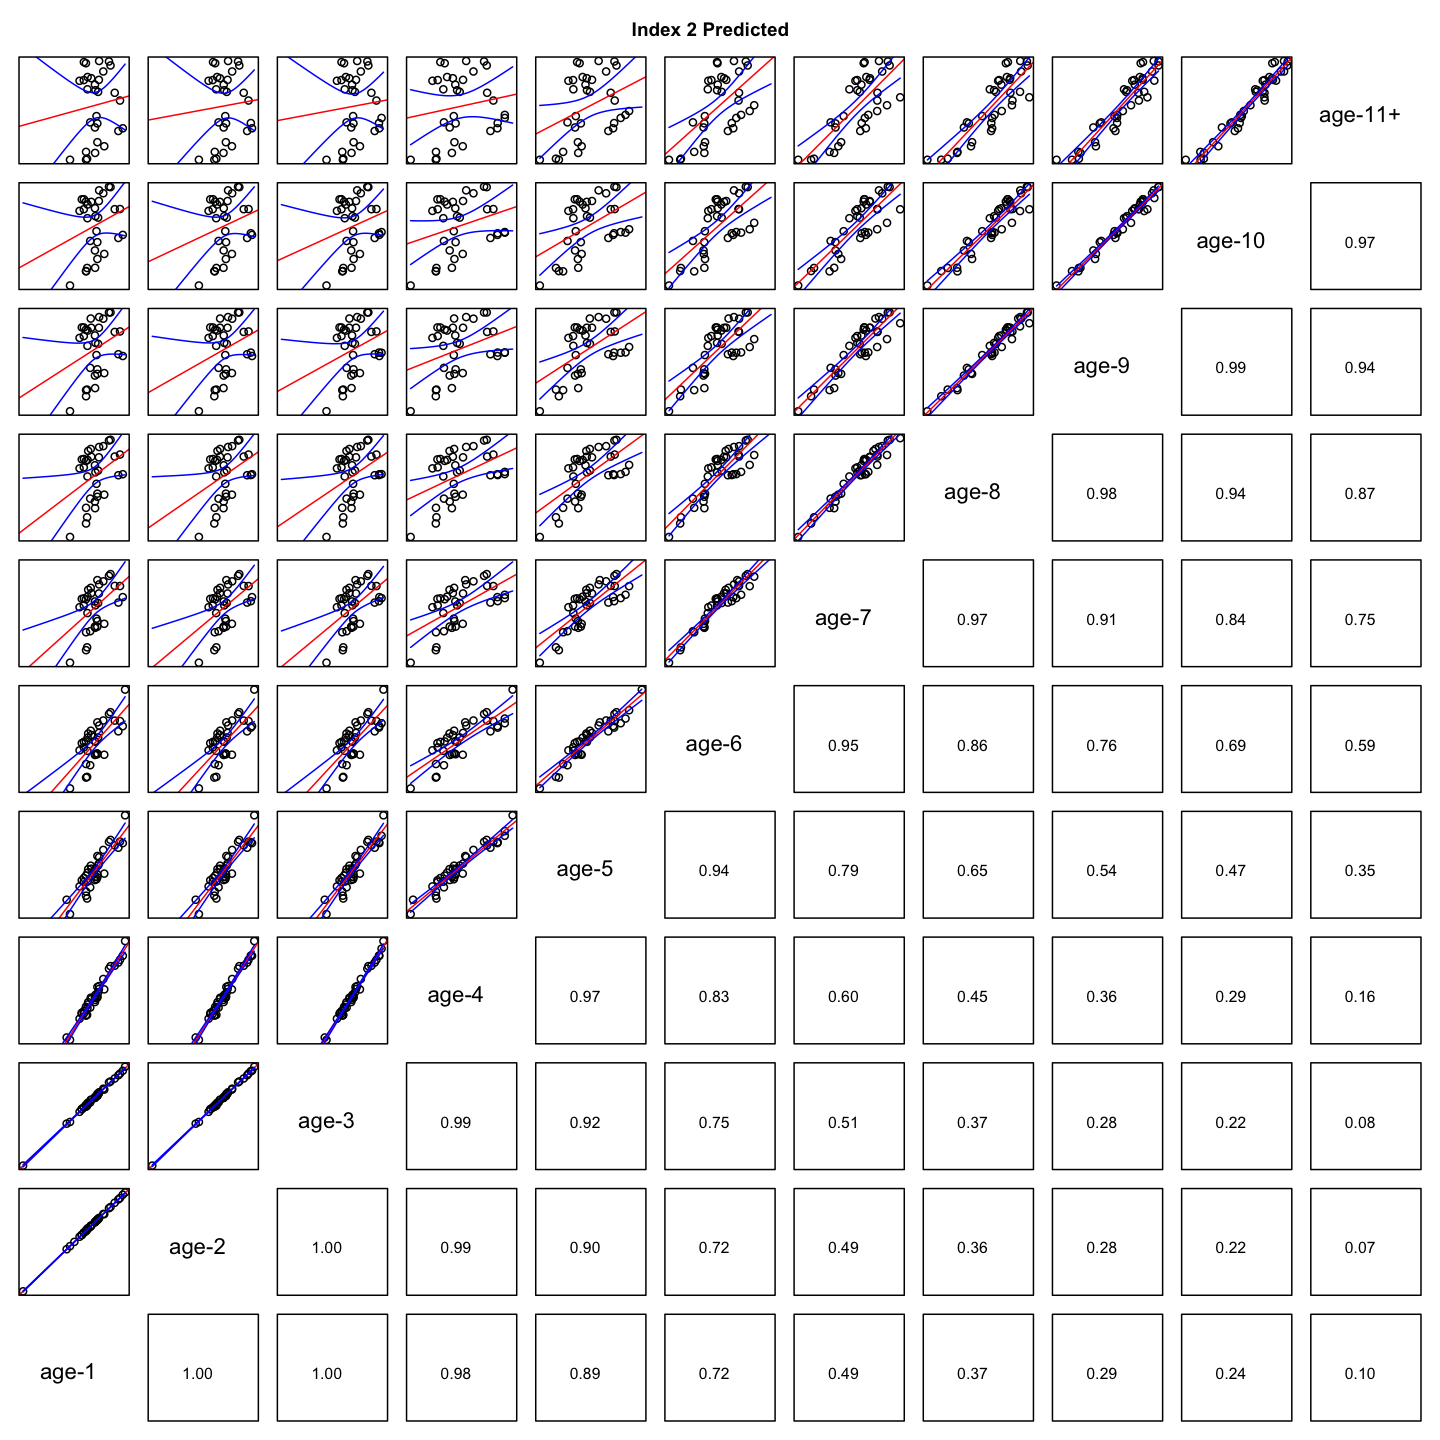 Index 2 Predicted
age-11+
age-10 0.97
age-9 0.99 0.94
age-8 0.98 0.94 0.87
age-7 0.97 0.91 0.84 0.75
age-6 0.95 0.86 0.76 0.69 0.59
age-5 0.94 0.79 0.65 0.54 0.47 0.35
age-4 0.97 0.83 0.60 0.45 0.36 0.29 0.16
age-3 0.99 0.92 0.75 0.51 0.37 0.28 0.22 0.08
age-2 1.00 0.99 0.90 0.72 0.49 0.36 0.28 0.22 0.07
age-1 1.00 1.00 0.98 0.89 0.72 0.49 0.37 0.29 0.24 0.10